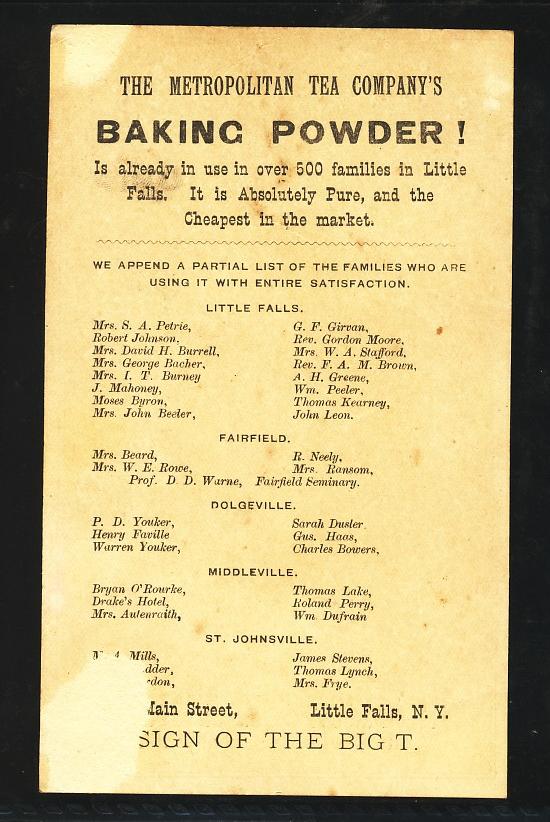 THE METROPOLITAN TEA COMPANY'S
BAKING POWDER!
Is already in use in over 500 families in Little
Falls. It is Absolutely Pure, and the
Cheapest in the market.
WE APPEND A PARTIAL LIST OF THE FAMILIES WHO ARE
USING IT WITH ENTIRE SATISFACTION.
LITTLE FALLS.
Mrs. S. A. Petrie, G. F. Girvan,
Robert Johnson, Rev. Gordon Moore,
Mrs. David H. Burrell, Mrs. W. A. Stafford,
Mrs. George Bacher, Rev. F. A. M. Brown,
Mrs. I. T. Burney A. H. Greene,
J. Mahoney, Wm. Peeler,
Moses Byron, Thomas Kearney,
Mrs. John Beeler, John Leon.
FAIRFIELD.
Mrs. Beard, R. Neely,
Mrs. W. E. Rowe, Mrs. Ransom,
Prof. D. D. Warne, Fairfield Seminary.
DOLGEVILLE.
P. D. Youker, Sarah Dusler
Henry Faville Gus. Haas,
Warren Youker, Charles Bowers,
MIDDLEVILLE.
Bryan O'Rourke, Thomas Lake,
Drake's Hotel, Roland Perry,
Mrs. Autenraith, Wm Dufrain
ST. JOHNSVILLE.
Mills, James Stevens,
Thomas Lynch,
Mrs. Frye.
Main Street, Little Falls, N. Y.
SIGN OF THE BIG T.